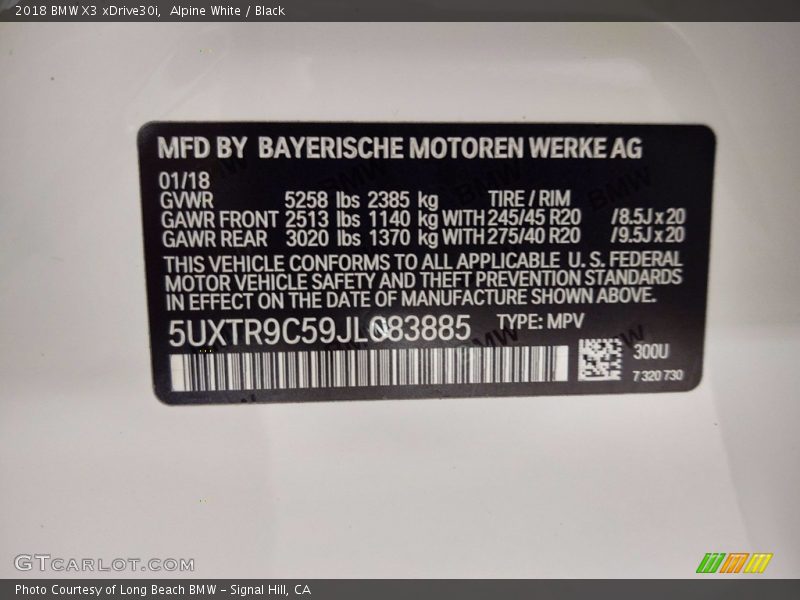 2018 BMW X3 xDrive30i,  Alpine White / Black
MFD BY BAYERISCHE MOTOREN WERKE AG
01/18
GVWR 5258 lbs 2385 kg TIRE / RIM
GAWR FRONT 2513 lbs 1140 kg WITH 245/45 R20 /8.5J x 20
GAWR REAR 3020 lbs 1370 kg WITH 275/40 R20 /9.5J x 20
THIS VEHICLE CONFORMS TO ALL APPLICABLE U. S. FEDERAL
MOTOR VEHICLE SAFETY AND THEFT PREVENTION STANDARDS
IN EFFECT ON THE DATE OF MANUFACTURE SHOWN ABOVE.
5UXTR9C59JL083885 TYPE: MPV
300U
7 320 730
GTCARLOT.COM
Photo Courtesy of Long Beach BMW – Signal Hill, CA